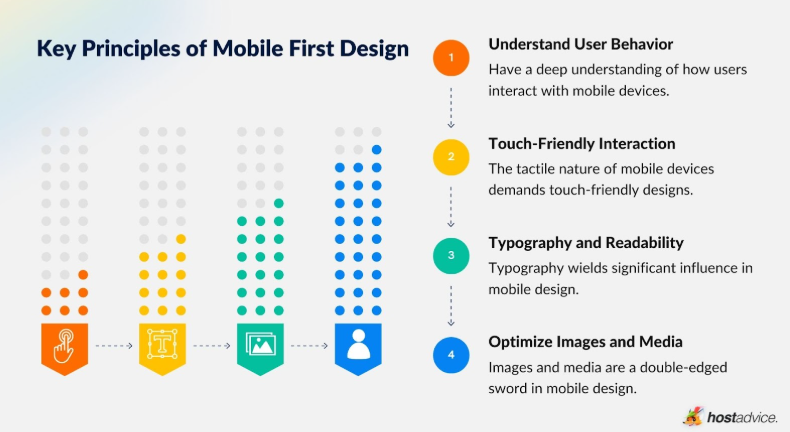 Key Principles of Mobile First Design
1
Understand User Behavior
Have a deep understanding of how users
interact with mobile devices.
2
Touch-Friendly Interaction
The tactile nature of mobile devices
demands touch-friendly designs.
3
Typography and Readability
Typography wields significant influence in
mobile design.
4
Optimize Images and Media
Images and media are a double-edged
sword in mobile design.
T
hostadvice.